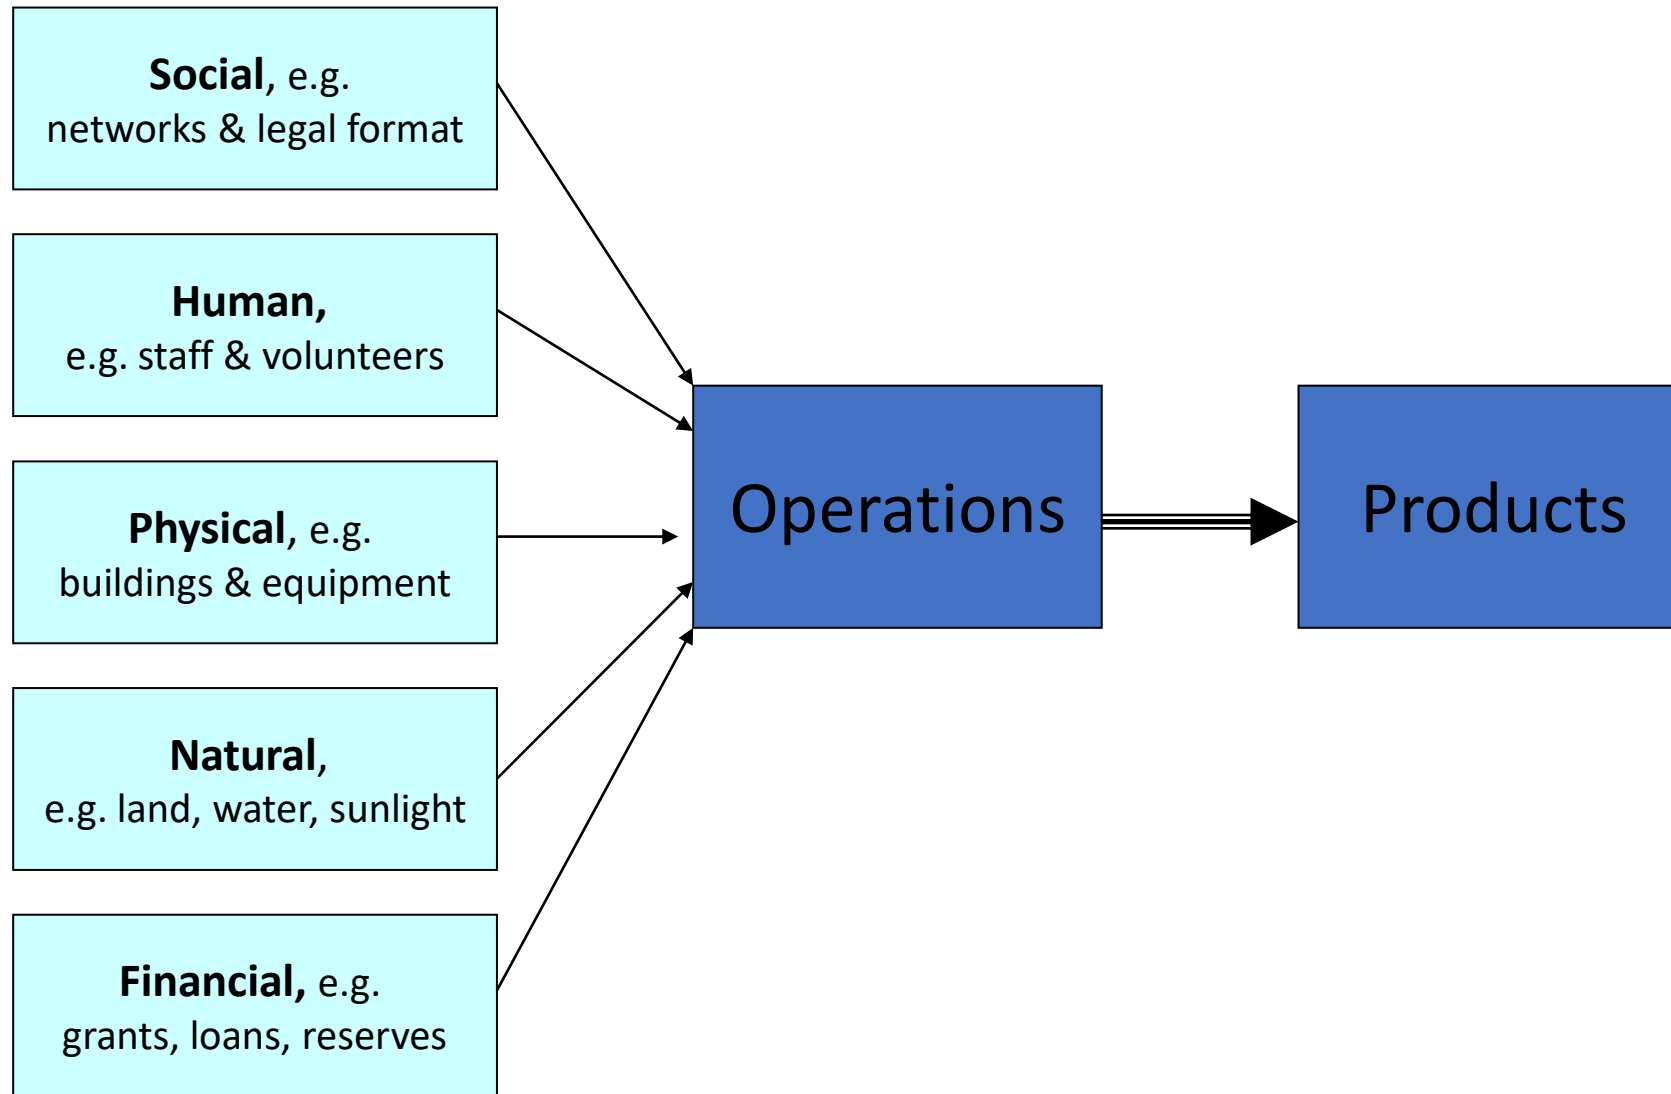 Social, e.g.
networks & legal format
Human,
e.g. staff & volunteers
Physical, e.g.
buildings & equipment
Natural,
e.g. land, water, sunlight
Financial, e.g.
grants, loans, reserves
Operations
Products